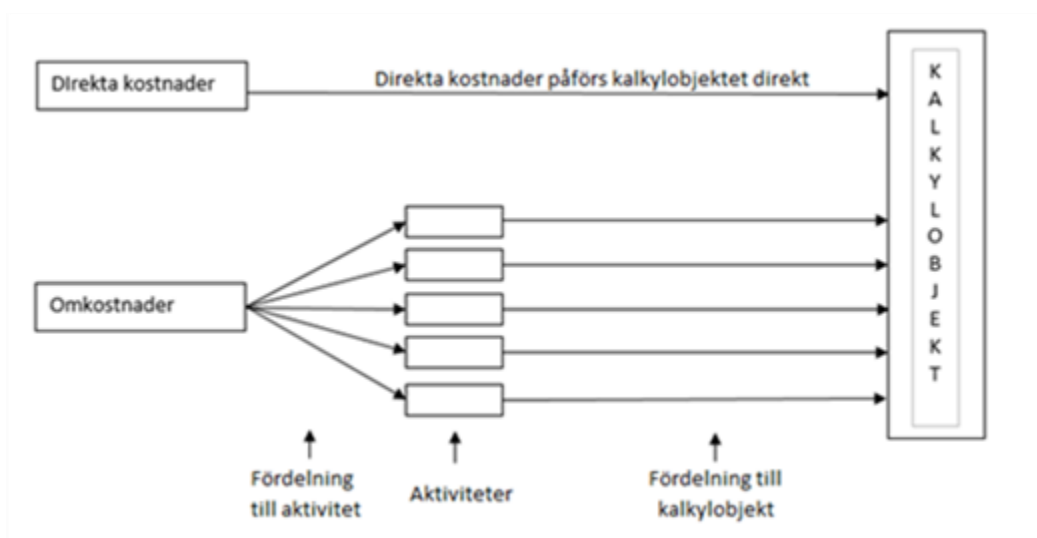 DIrekta kostnader
Direkta kostnader påförs kalkylobjektet direkt
K
A
L
K
Y
L
O
B
J
E
K
T
Omkostnader
Fördelning
till aktivitet
Aktiviteter
Fördelning till
kalkylobjekt